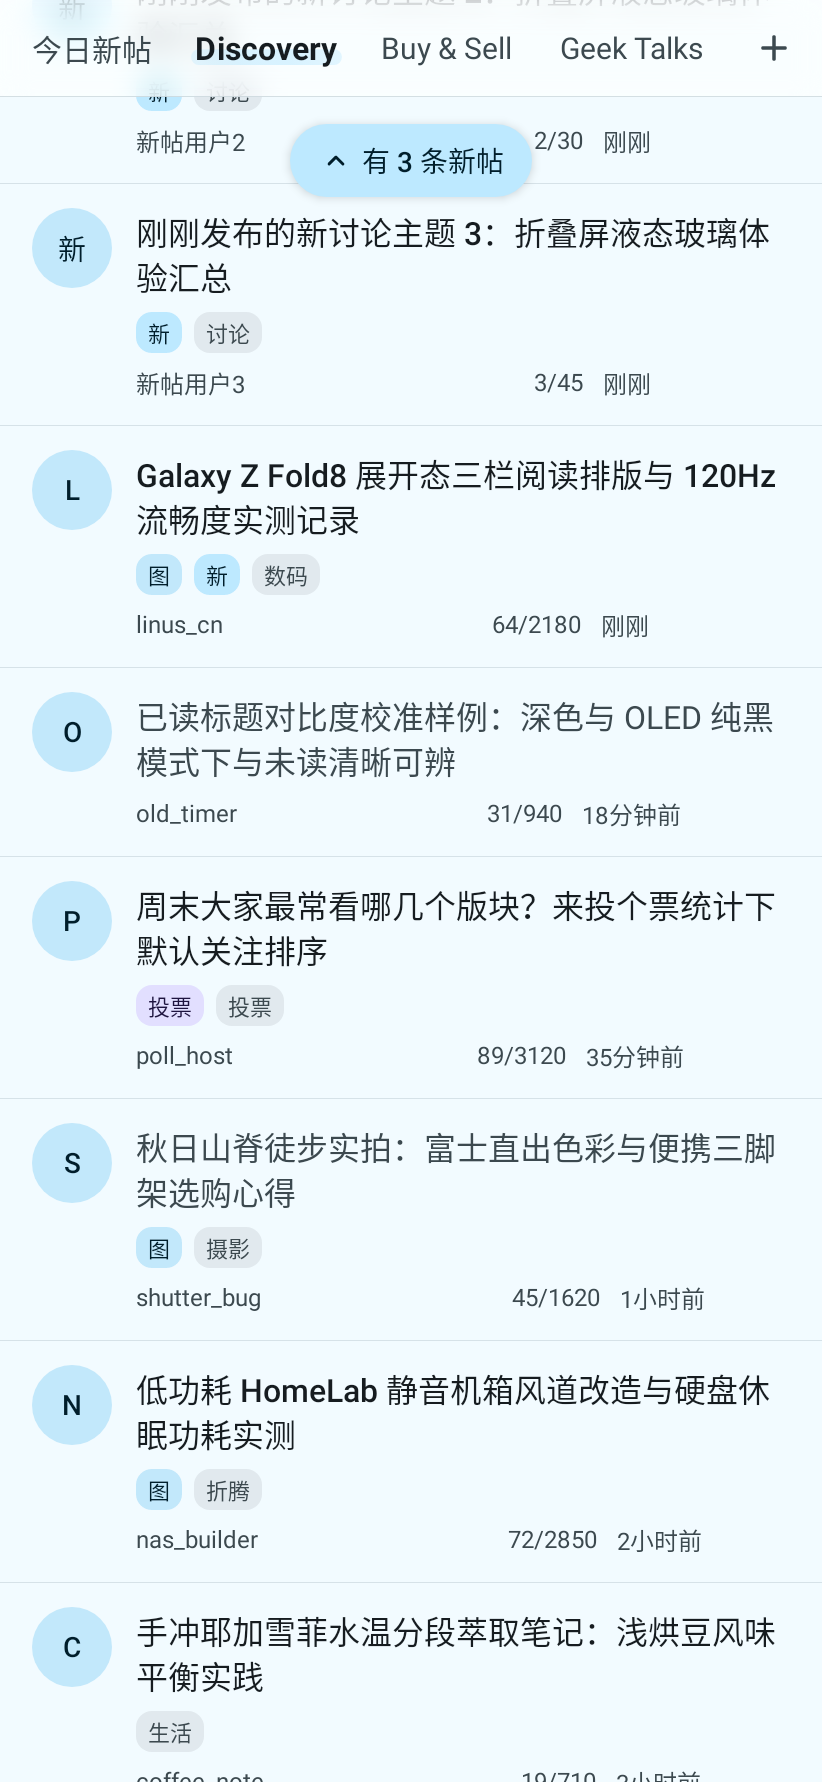 今日新帖 Discovery Buy & Sell Geek Talks +
新 讨论
新帖用户2 2/30 刚刚
有 3 条新帖
新
刚刚发布的新讨论主题 3：折叠屏液态玻璃体
验汇总
新 讨论
新帖用户3 3/45 刚刚
L
Galaxy Z Fold8 展开态三栏阅读排版与 120Hz
流畅度实测记录
图 新 数码
linus_cn 64/2180 刚刚
O
已读标题对比度校准样例：深色与 OLED 纯黑
模式下与未读清晰可辨
old_timer 31/940 18分钟前
P
周末大家最常看哪几个版块？来投个票统计下
默认关注排序
投票 投票
poll_host 89/3120 35分钟前
S
秋日山脊徒步实拍：富士直出色彩与便携三脚
架选购心得
图 摄影
shutter_bug 45/1620 1小时前
N
低功耗 HomeLab 静音机箱风道改造与硬盘休
眠功耗实测
图 折腾
nas_builder 72/2850 2小时前
C
手冲耶加雪菲水温分段萃取笔记：浅烘豆风味
平衡实践
生活
coffee_note 19/710 3小时前